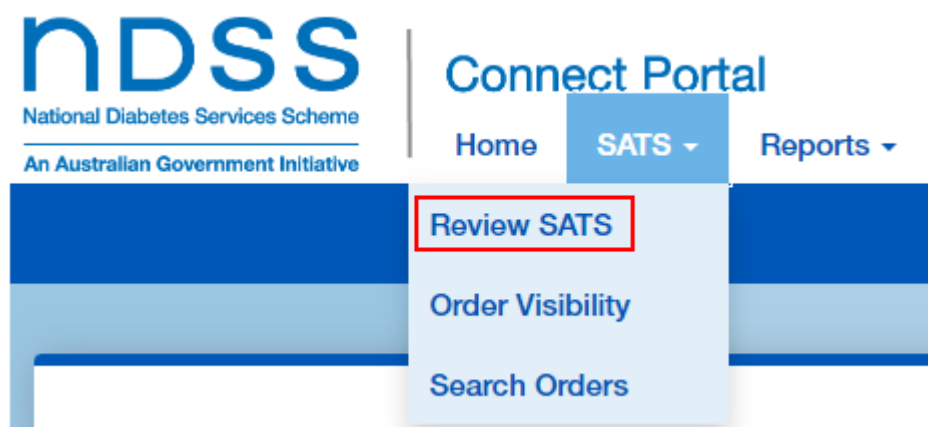 nDSS
National Diabetes Services Scheme
An Australian Government Initiative
Connect Portal
Home SATS Reports
Review SATS
Order Visibility
Search Orders